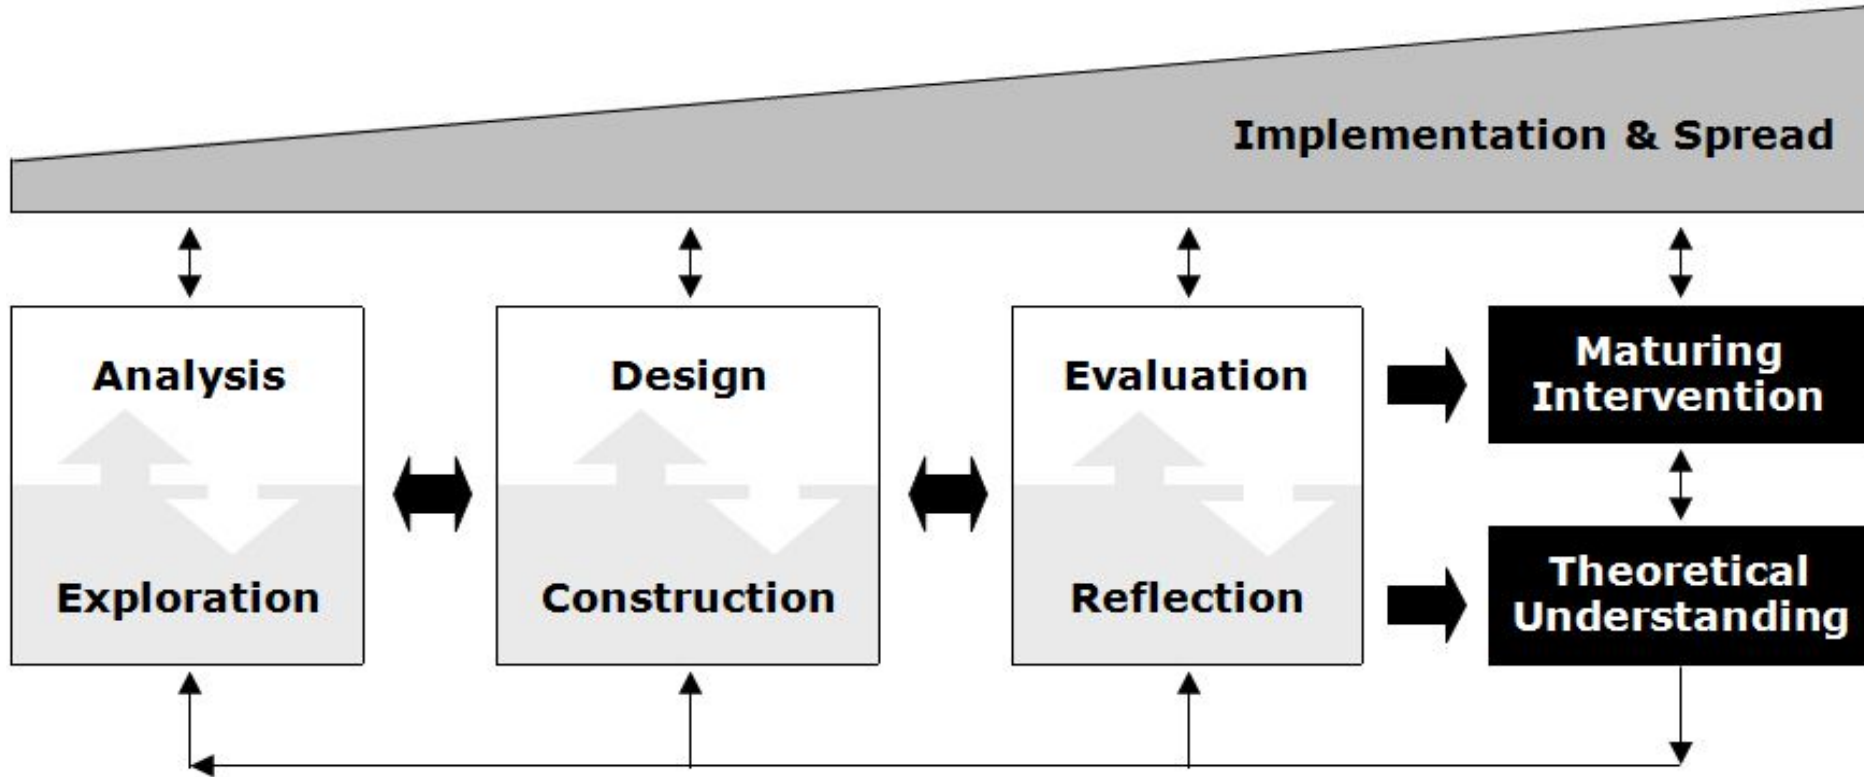 Implementation & Spread
Analysis
Exploration
Design
Construction
Evaluation
Reflection
Maturing
Intervention
Theoretical
Understanding